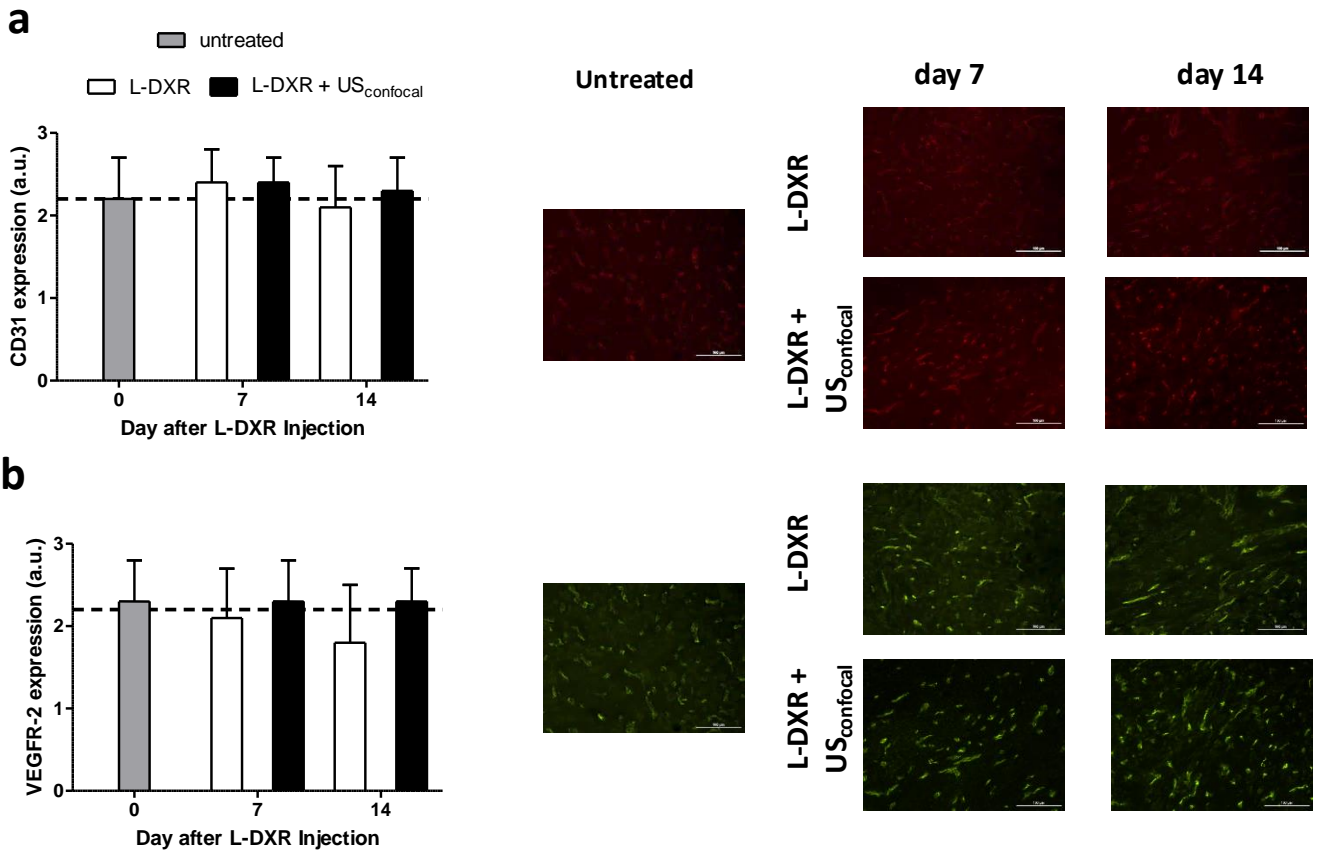 a
untreated
L-DXR
L-DXR + USconfocal
CD31 expression (a.u.)
3
2
1
0
0
7
14
Day after L-DXR Injection
Untreated
day 7
day 14
L-DXR
L-DXR +
USconfocal
b
VEGFR-2 expression (a.u.)
3
2
1
0
0
7
14
Day after L-DXR Injection
L-DXR
L-DXR +
USconfocal